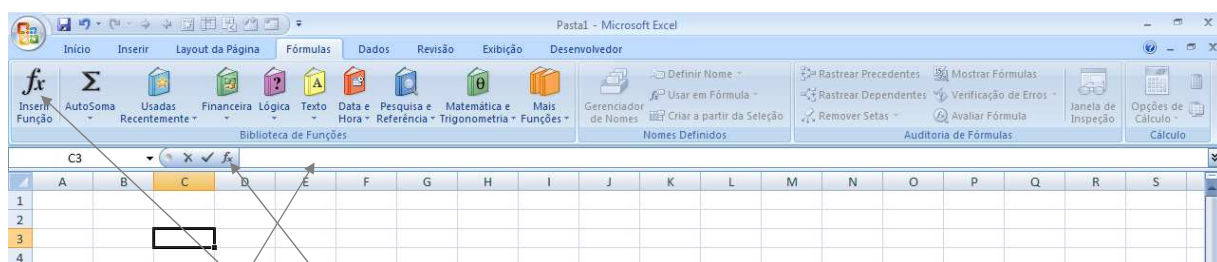 Pasta1 - Microsoft Excel
Início Inserir Layout da Página Fórmulas Dados Revisão Exibição Desenvolvedor
fx Σ ? A θ
Inserir Função
AutoSoma
Usadas Recentemente
Financeira
Lógica
Texto
Data e Hora
Pesquisa e Referência
Matemática e Trigonometria
Mais Funções
Biblioteca de Funções
Gerenciador de Nomes
Definir Nome
Usar em Fórmula
Criar a partir da Seleção
Nomes Definidos
Rastrear Precedentes
Rastrear Dependentes
Remover Setas
Mostrar Fórmulas
Verificação de Erros
Avaliar Fórmula
Auditoria de Fórmulas
Janela de Inspeção
Opções de Cálculo
Cálculo
C3 fx
A B C D E F G H I J K L M N O P Q R S
1
2
3
4